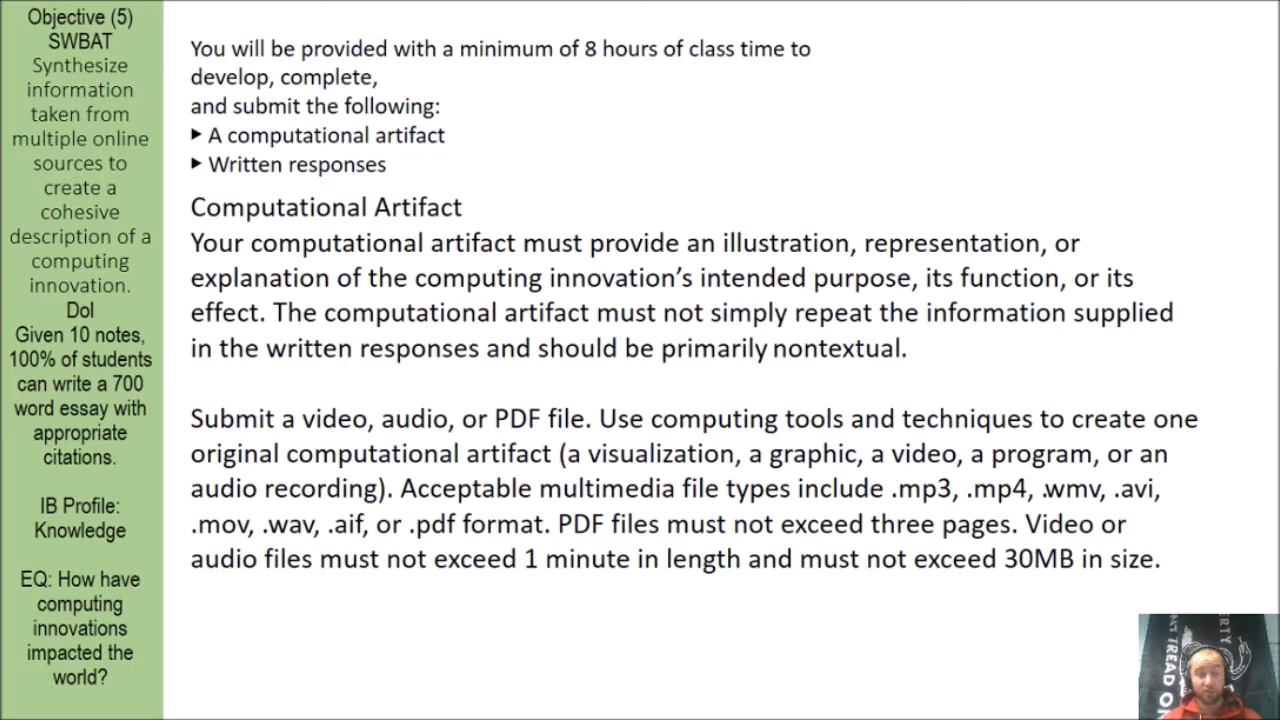 Objective (5)
SWBAT
Synthesize
information
taken from
multiple online
sources to
create a
cohesive
description of a
computing
innovation.
DoI
Given 10 notes,
100% of students
can write a 700
word essay with
appropriate
citations.
IB Profile:
Knowledge
EQ: How have
computing
innovations
impacted the
world?
You will be provided with a minimum of 8 hours of class time to
develop, complete,
and submit the following:
▶ A computational artifact
▶ Written responses
Computational Artifact
Your computational artifact must provide an illustration, representation, or
explanation of the computing innovation’s intended purpose, its function, or its
effect. The computational artifact must not simply repeat the information supplied
in the written responses and should be primarily nontextual.
Submit a video, audio, or PDF file. Use computing tools and techniques to create one
original computational artifact (a visualization, a graphic, a video, a program, or an
audio recording). Acceptable multimedia file types include .mp3, .mp4, .wmv, .avi,
.mov, .wav, .aif, or .pdf format. PDF files must not exceed three pages. Video or
audio files must not exceed 1 minute in length and must not exceed 30MB in size.
ERTY
TREAD O